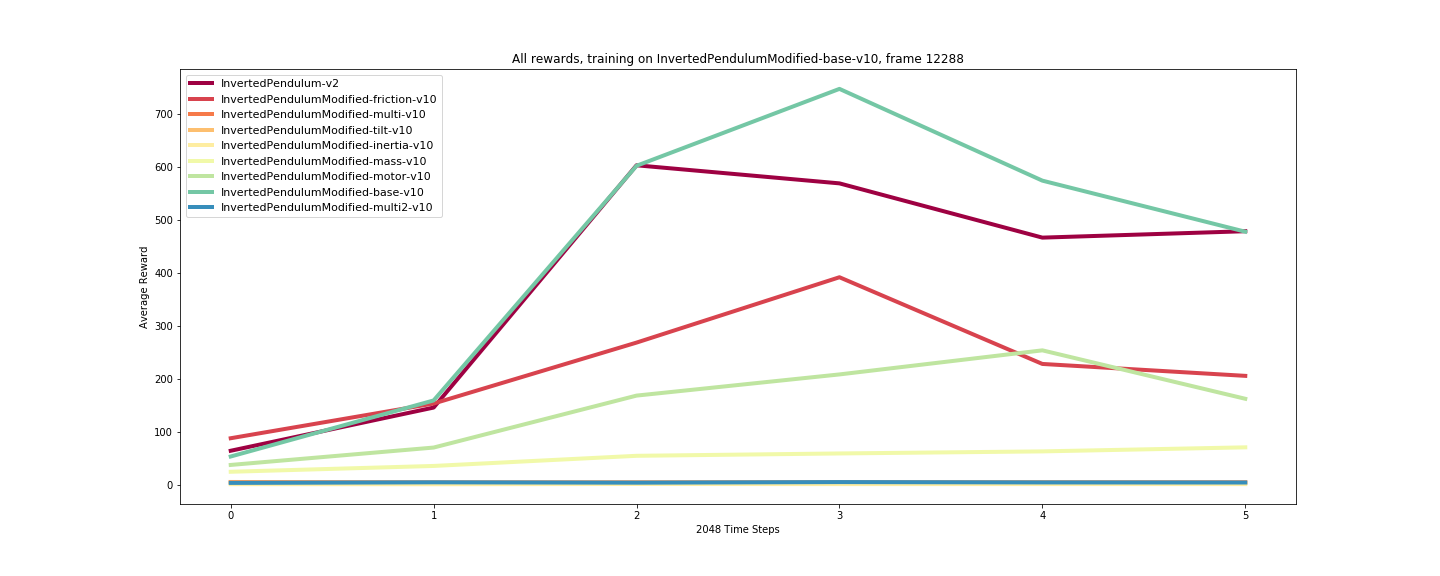 All rewards, training on InvertedPendulumModified-base-v10, frame 12288
InvertedPendulum-v2
InvertedPendulumModified-friction-v10
InvertedPendulumModified-multi-v10
InvertedPendulumModified-tilt-v10
InvertedPendulumModified-inertia-v10
InvertedPendulumModified-mass-v10
InvertedPendulumModified-motor-v10
InvertedPendulumModified-base-v10
InvertedPendulumModified-multi2-v10
Average Reward
700
600
500
400
300
200
100
0
0 1 2 3 4 5
2048 Time Steps